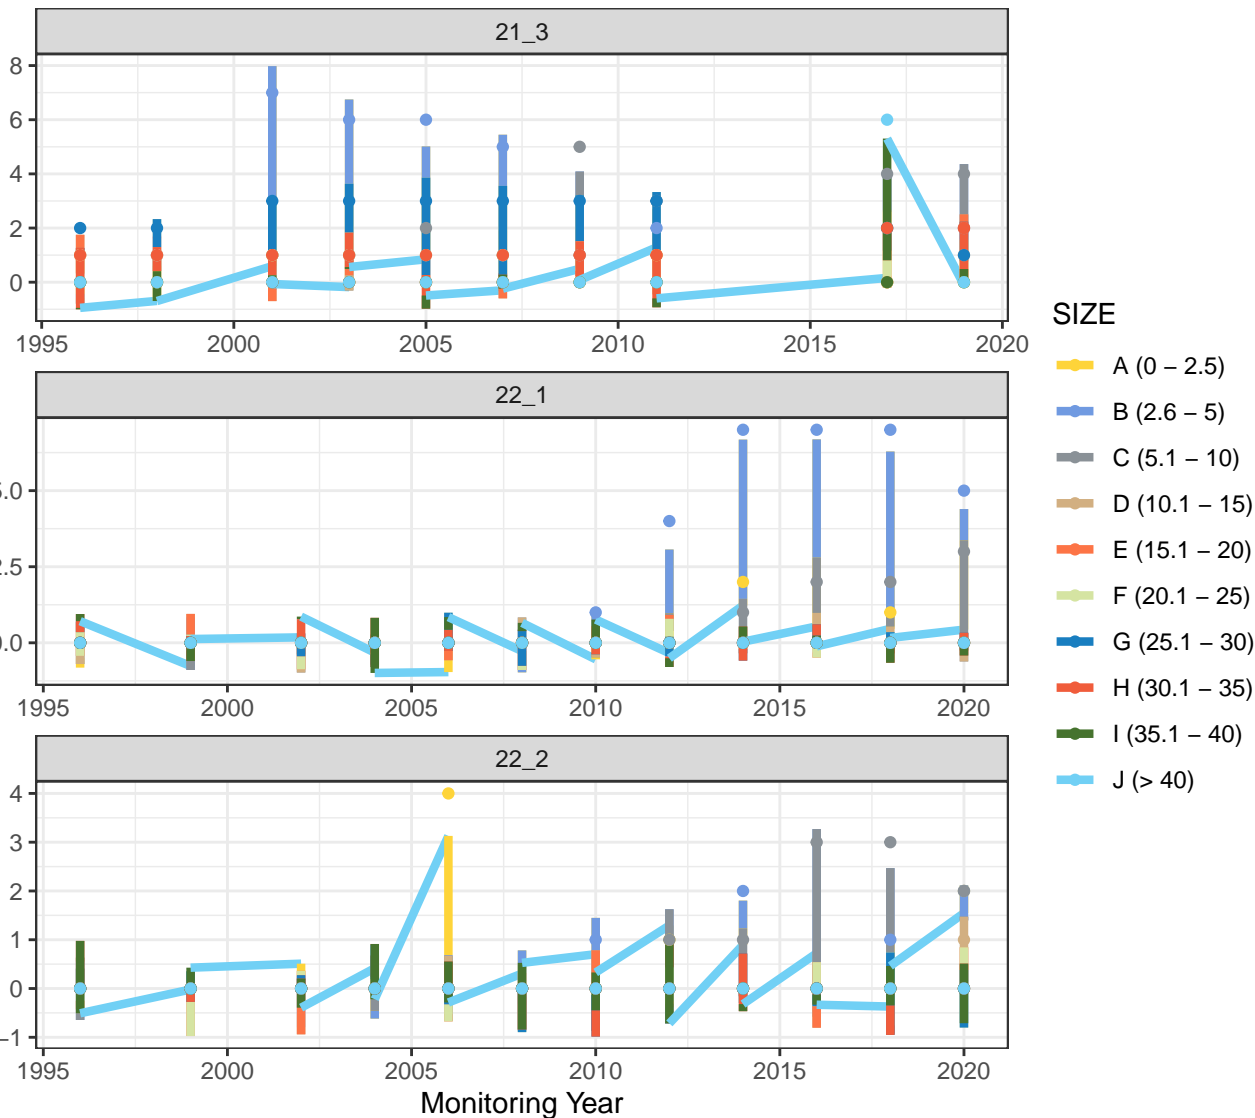 21_3
8
6
4
2
0
1995 2000 2005 2010 2015 2020
22_1
5.0
2.5
0.0
1995 2000 2005 2010 2015 2020
22_2
4
3
2
1
0
−1
1995 2000 2005 2010 2015 2020
Monitoring Year
SIZE
A (0 − 2.5)
B (2.6 − 5)
C (5.1 − 10)
D (10.1 − 15)
E (15.1 − 20)
F (20.1 − 25)
G (25.1 − 30)
H (30.1 − 35)
I (35.1 − 40)
J (> 40)